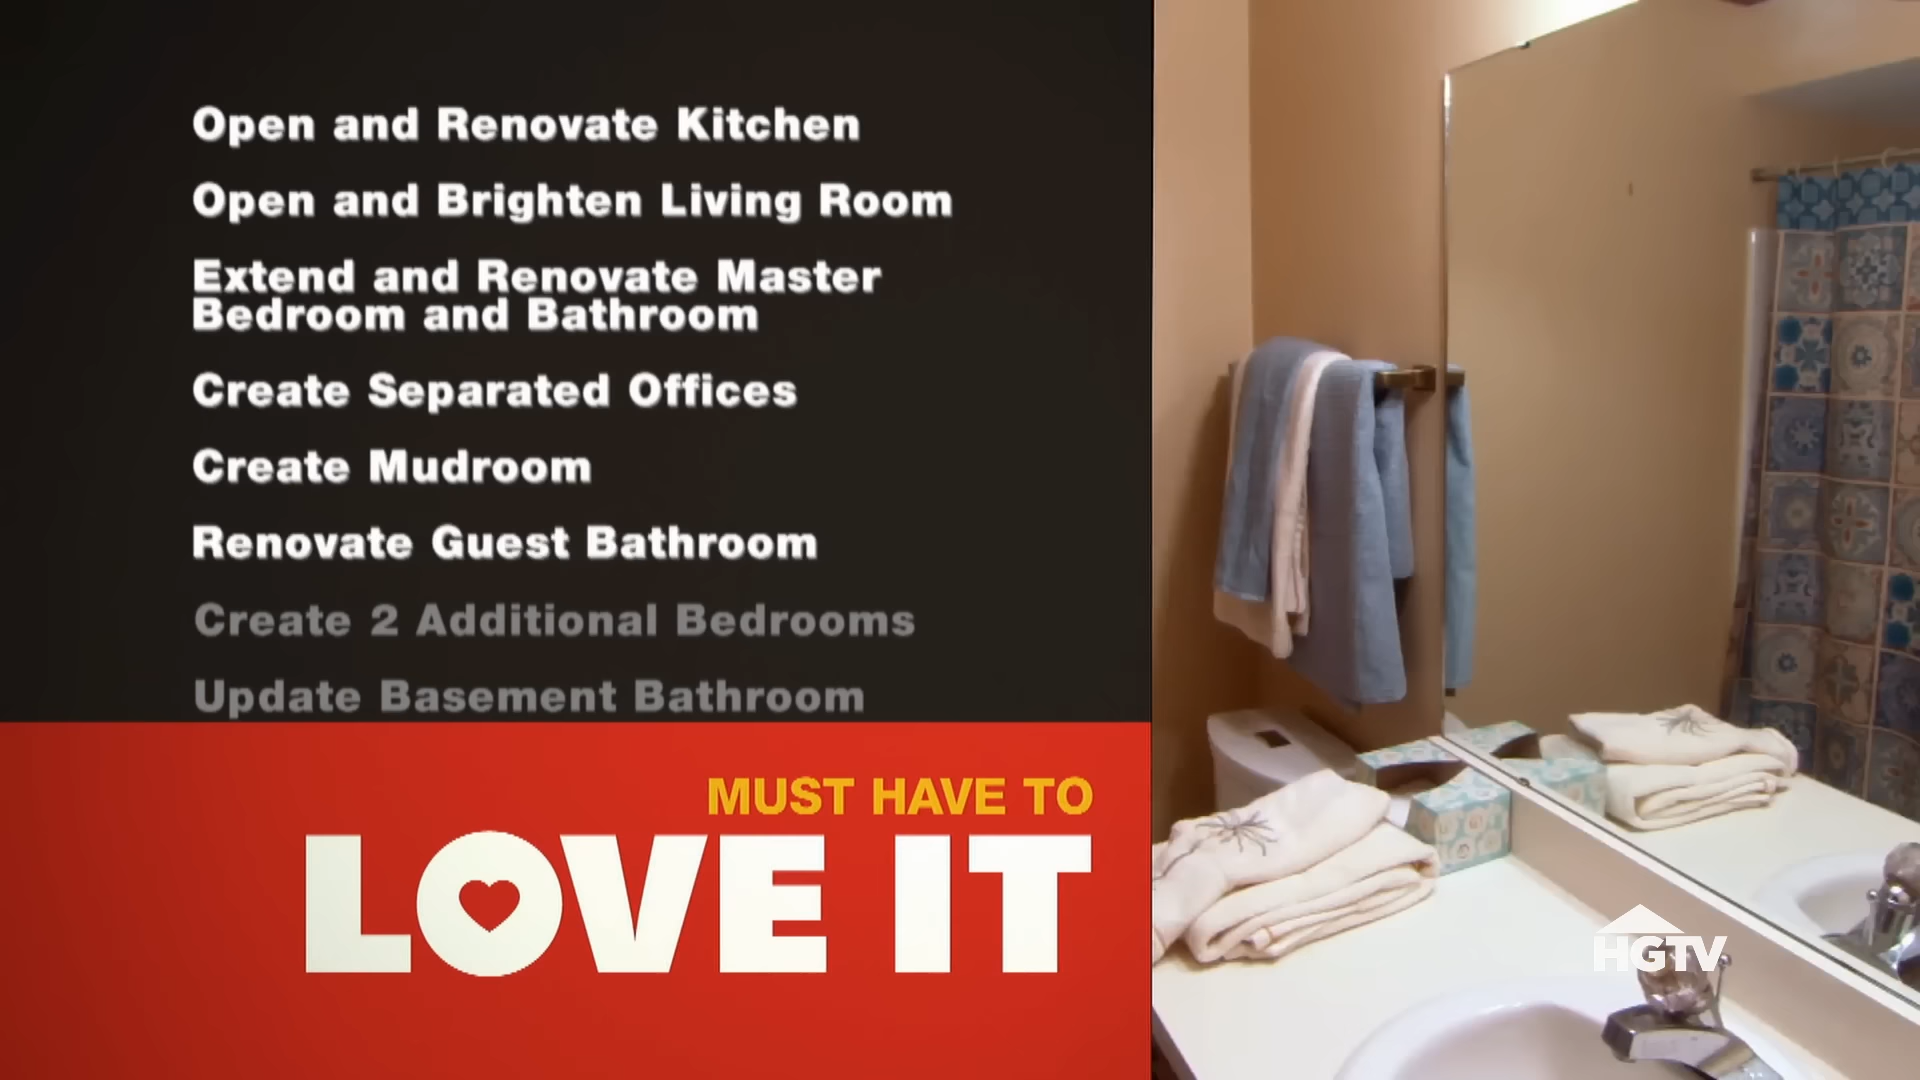 Open and Renovate Kitchen
Open and Brighten Living Room
Extend and Renovate Master
Bedroom and Bathroom
Create Separated Offices
Create Mudroom
Renovate Guest Bathroom
Create 2 Additional Bedrooms
Update Basement Bathroom
MUST HAVE TO
LOVE IT
HGTV